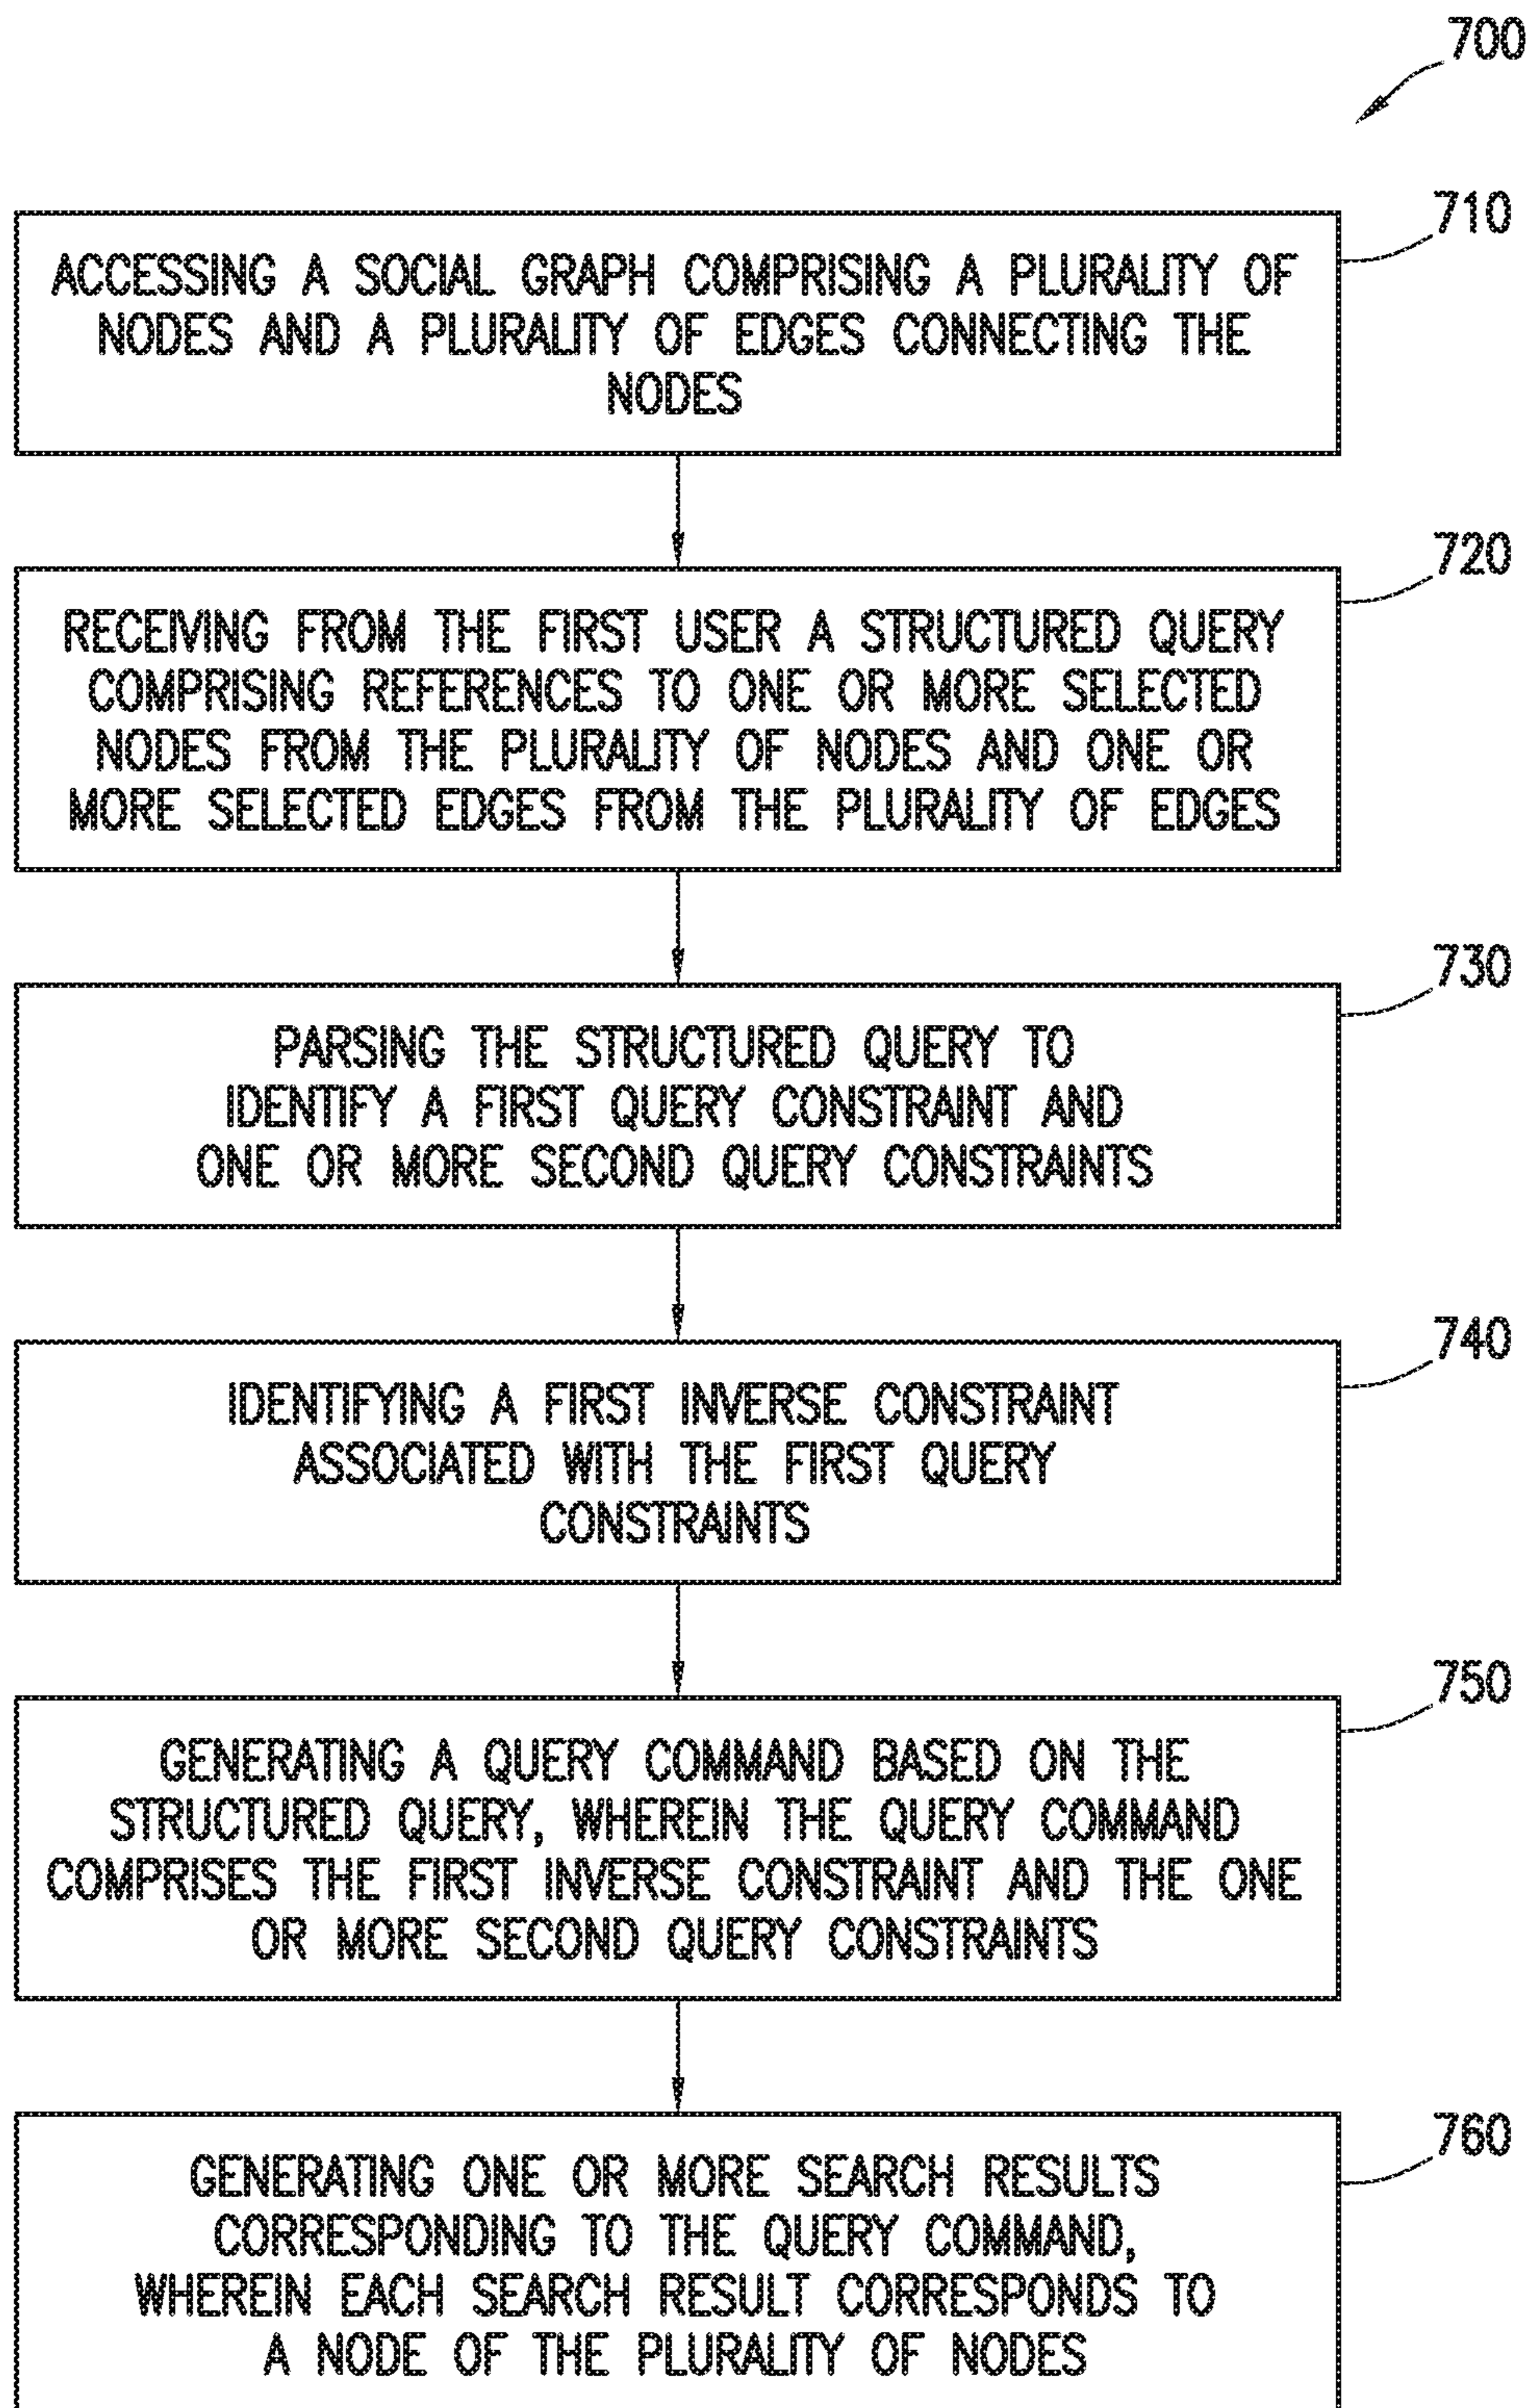 700
710
ACCESSING A SOCIAL GRAPH COMPRISING A PLURALITY OF
NODES AND A PLURALITY OF EDGES CONNECTING THE
NODES
720
RECEIVING FROM THE FIRST USER A STRUCTURED QUERY
COMPRISING REFERENCES TO ONE OR MORE SELECTED
NODES FROM THE PLURALITY OF NODES AND ONE OR
MORE SELECTED EDGES FROM THE PLURALITY OF EDGES
730
PARSING THE STRUCTURED QUERY TO
IDENTIFY A FIRST QUERY CONSTRAINT AND
ONE OR MORE SECOND QUERY CONSTRAINTS
740
IDENTIFYING A FIRST INVERSE CONSTRAINT
ASSOCIATED WITH THE FIRST QUERY
CONSTRAINTS
750
GENERATING A QUERY COMMAND BASED ON THE
STRUCTURED QUERY, WHEREIN THE QUERY COMMAND
COMPRISES THE FIRST INVERSE CONSTRAINT AND THE ONE
OR MORE SECOND QUERY CONSTRAINTS
760
GENERATING ONE OR MORE SEARCH RESULTS
CORRESPONDING TO THE QUERY COMMAND,
WHEREIN EACH SEARCH RESULT CORRESPONDS TO
A NODE OF THE PLURALITY OF NODES